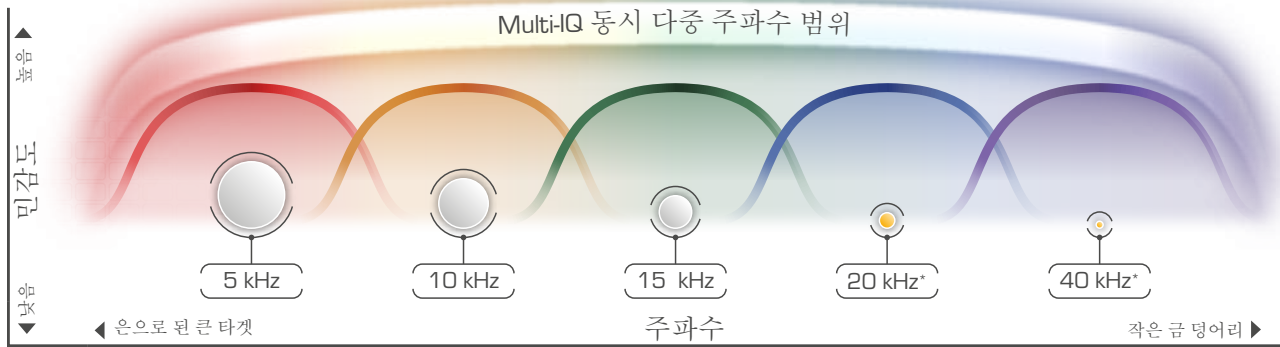 Multi-IQ 동시 다중 주파수 범위
높음
민감도
낮음
5 kHz
10 kHz
15 kHz
20 kHz*
40 kHz*
은으로 된 큰 타겟
주파수
작은 금 덩어리